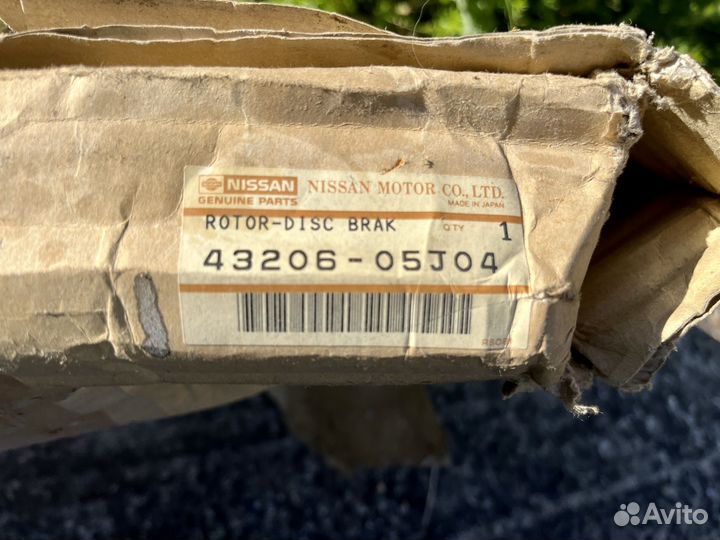 NISSAN NISSAN MOTOR CO., LTD.
GENUINE PARTS MADE IN JAPAN
ROTOR-DISC BRAK QTY 1
43206-05J04
Avito